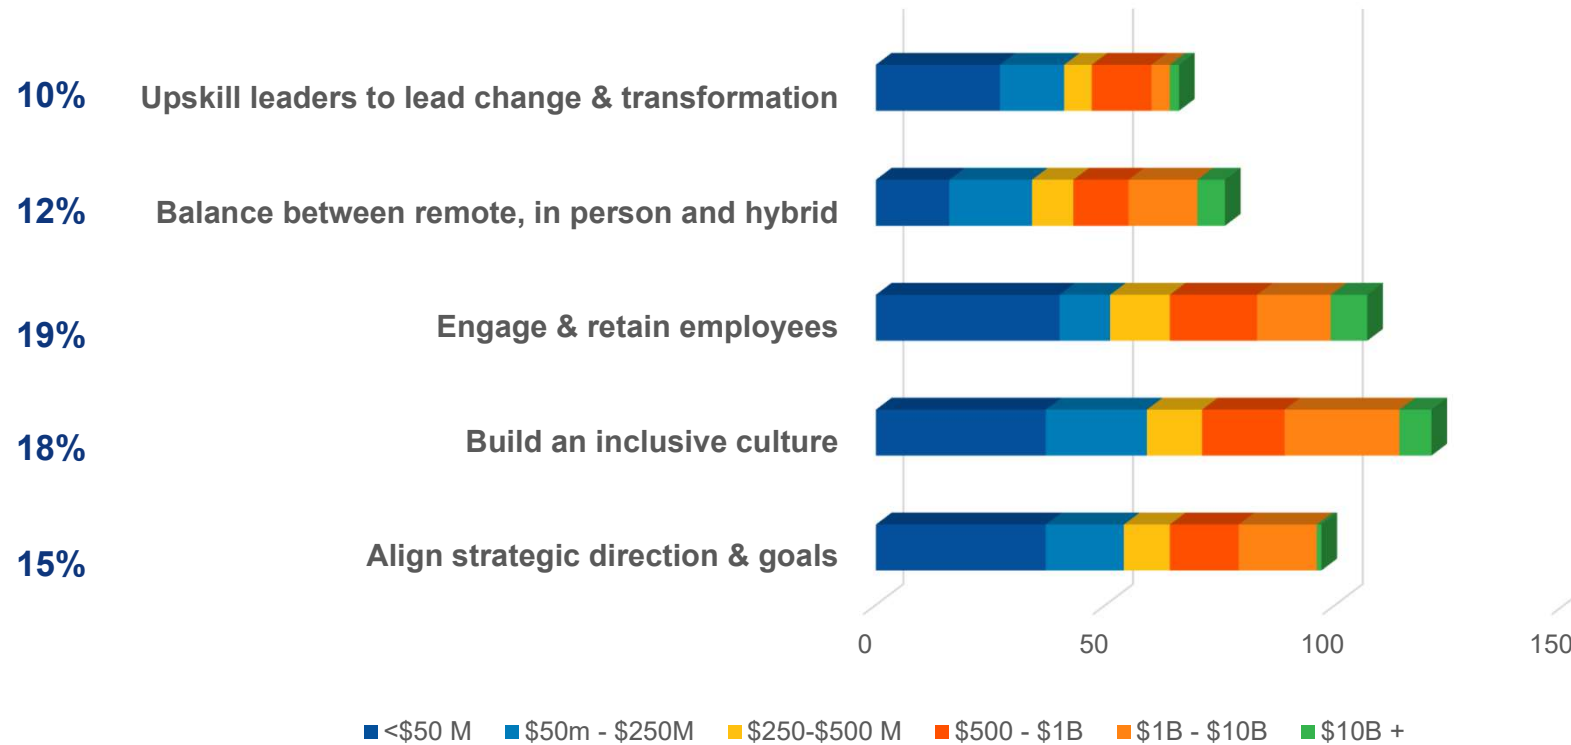 10% Upskill leaders to lead change & transformation
12% Balance between remote, in person and hybrid
19% Engage & retain employees
18% Build an inclusive culture
15% Align strategic direction & goals
0 50 100 150
<$50 M $50m - $250M $250-$500 M $500 - $1B $1B - $10B $10B +